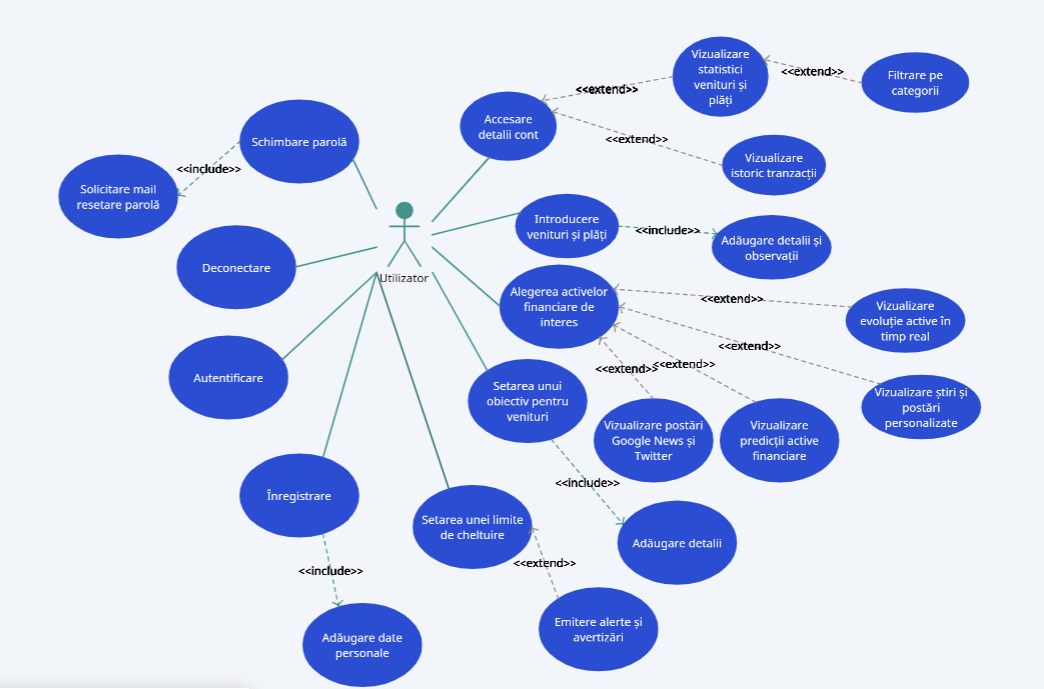 Vizualizare
statistici
venituri și
plăți
<<extend>>
Filtrare pe
categorii
<<extend>>
Accesare
detalii cont
<<extend>>
Vizualizare
istoric tranzacții
Schimbare parolă
<<include>>
Solicitare mail
resetare parolă
Introducere
venituri și plăți
<<include>>
Adăugare detalii și
observații
Deconectare
Utilizator
Alegerea activelor
financiare de
interes
<<extend>>
Vizualizare
evoluție active în
timp real
<<extend>>
Vizualizare știri și
postări
personalizate
<<extend>>
<<extend>>
Autentificare
Setarea unui
obiectiv pentru
venituri
Vizualizare postări
Google News și
Twitter
Vizualizare
predicții active
financiare
<<include>>
Adăugare detalii
Înregistrare
Setarea unei limite
de cheltuire
<<extend>>
<<include>>
Emitere alerte și
avertizări
Adăugare date
personale